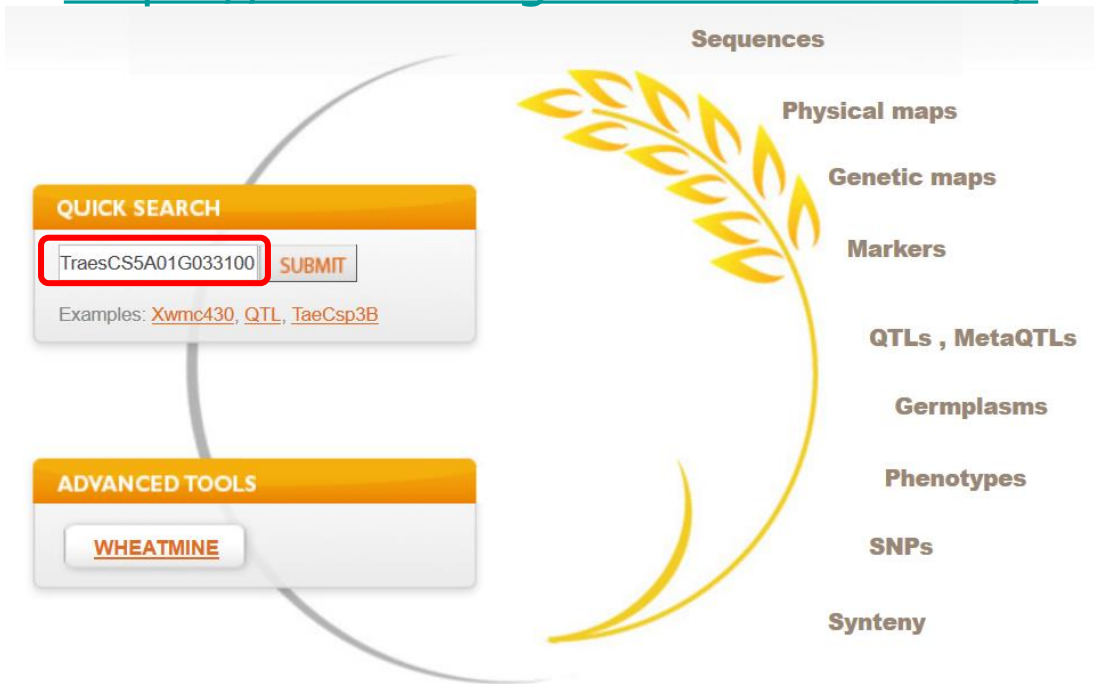 Sequences
Physical maps
Genetic maps
QUICK SEARCH
Markers
TraesCS5A01G033100 SUBMIT
Examples: Xwmc430, QTL, TaeCsp3B
QTLs , MetaQTLs
Germplasms
ADVANCED TOOLS
Phenotypes
WHEATMINE
SNPs
Synteny